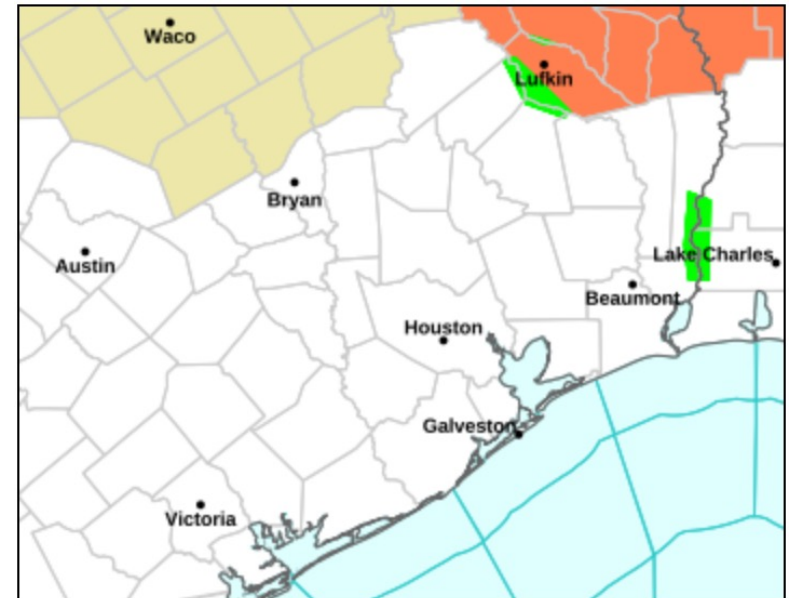 Waco
Lufkin
Bryan
Austin
Lake Charles
Beaumont
Houston
Galveston
Victoria